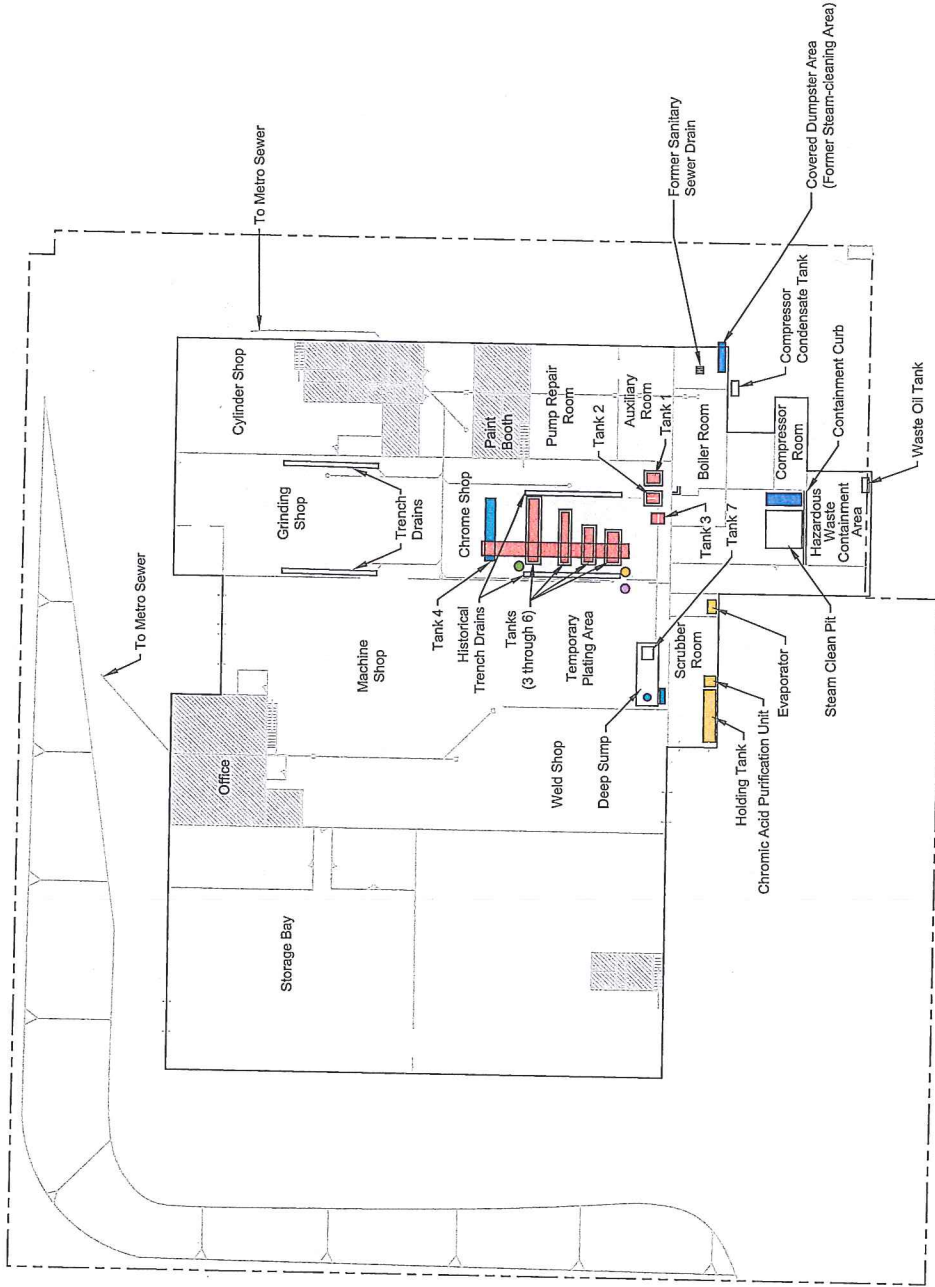 To Metro Sewer
To Metro Sewer
Office
Cylinder Shop
Grinding
Shop
Trench-
Drains
Machine
Shop
Storage Bay
Paint
Booth
Chrome Shop
Tank 4
Historical
Trench Drains
Tanks
(3 through 6)
Temporary
Plating Area
Weld Shop
Deep Sump
Pump Repair
Room
Tank 2
Auxiliary
Room
Tank 1
Tank 3
Tank 7
Boiler Room
Scrubber
Room
Former Sanitary
Sewer Drain
Covered Dumpster Area
(Former Steam-cleaning Area)
Compressor
Condensate Tank
Compressor
Room
Containment Curb
Hazardous
Waste
Containment
Area
Waste Oil Tank
Holding Tank
Chromic Acid Purification Unit
Evaporator
Steam Clean Pit